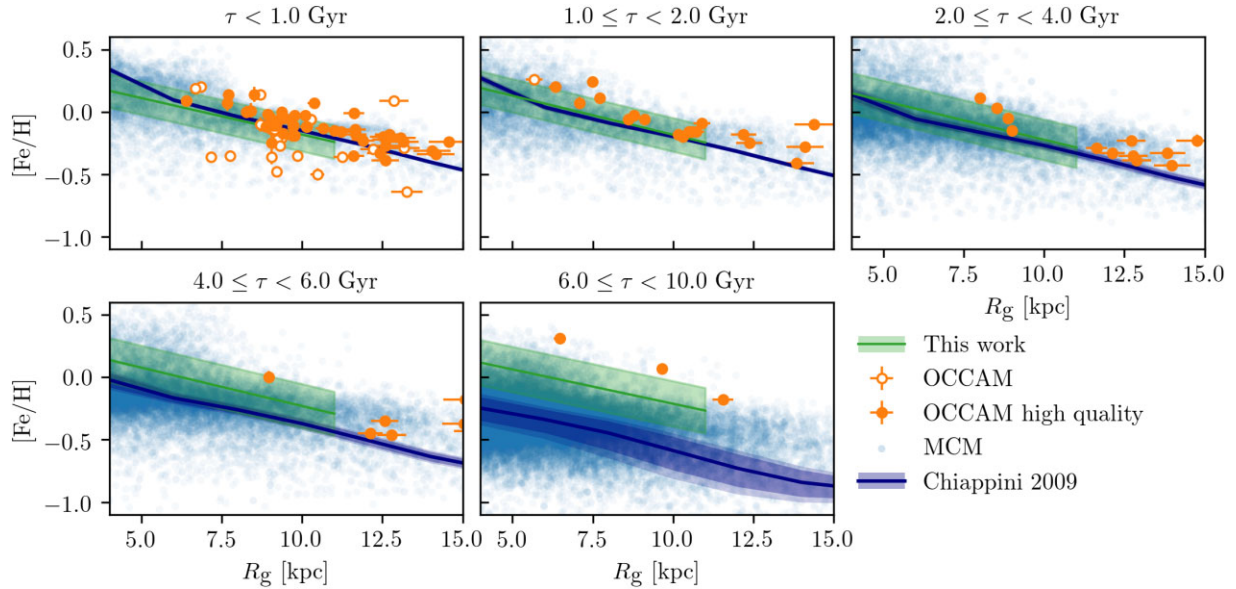 τ < 1.0 Gyr
1.0 ≤ τ < 2.0 Gyr
2.0 ≤ τ < 4.0 Gyr
0.5
0.0
−0.5
−1.0
[Fe/H]
5.0 7.5 10.0 12.5 15.0
R_g [kpc]
4.0 ≤ τ < 6.0 Gyr
6.0 ≤ τ < 10.0 Gyr
0.5
0.0
−0.5
−1.0
[Fe/H]
5.0 7.5 10.0 12.5 15.0
R_g [kpc]
5.0 7.5 10.0 12.5 15.0
R_g [kpc]
This work
OCCAM
OCCAM high quality
MCM
Chiappini 2009